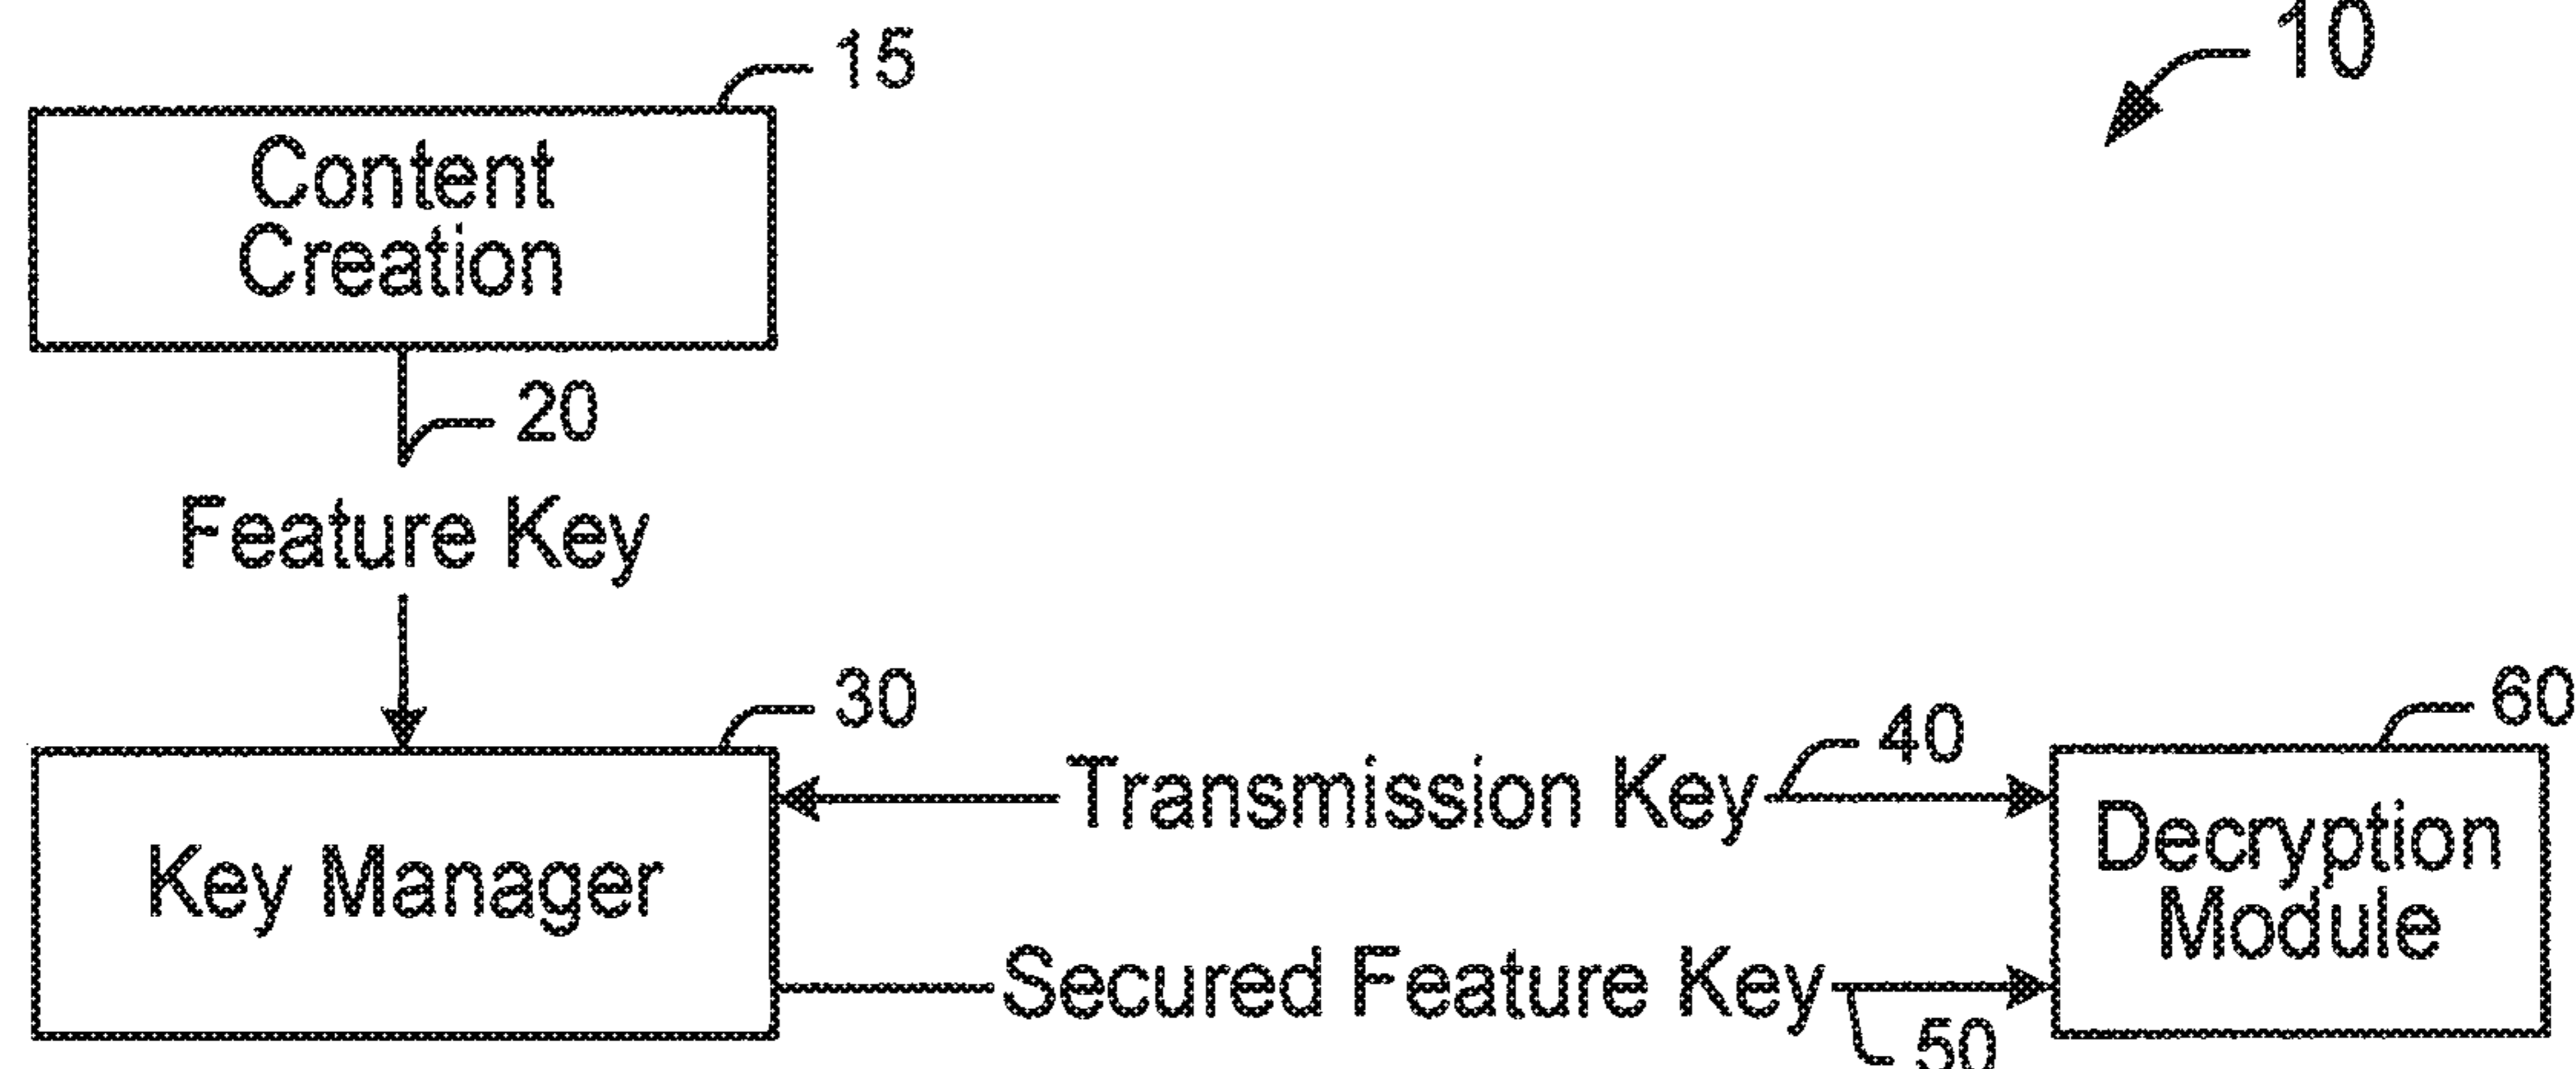 15
10
Content
Creation
20
Feature Key
30
60
40
Transmission Key
Key Manager
Decryption
Module
Secured Feature Key
50